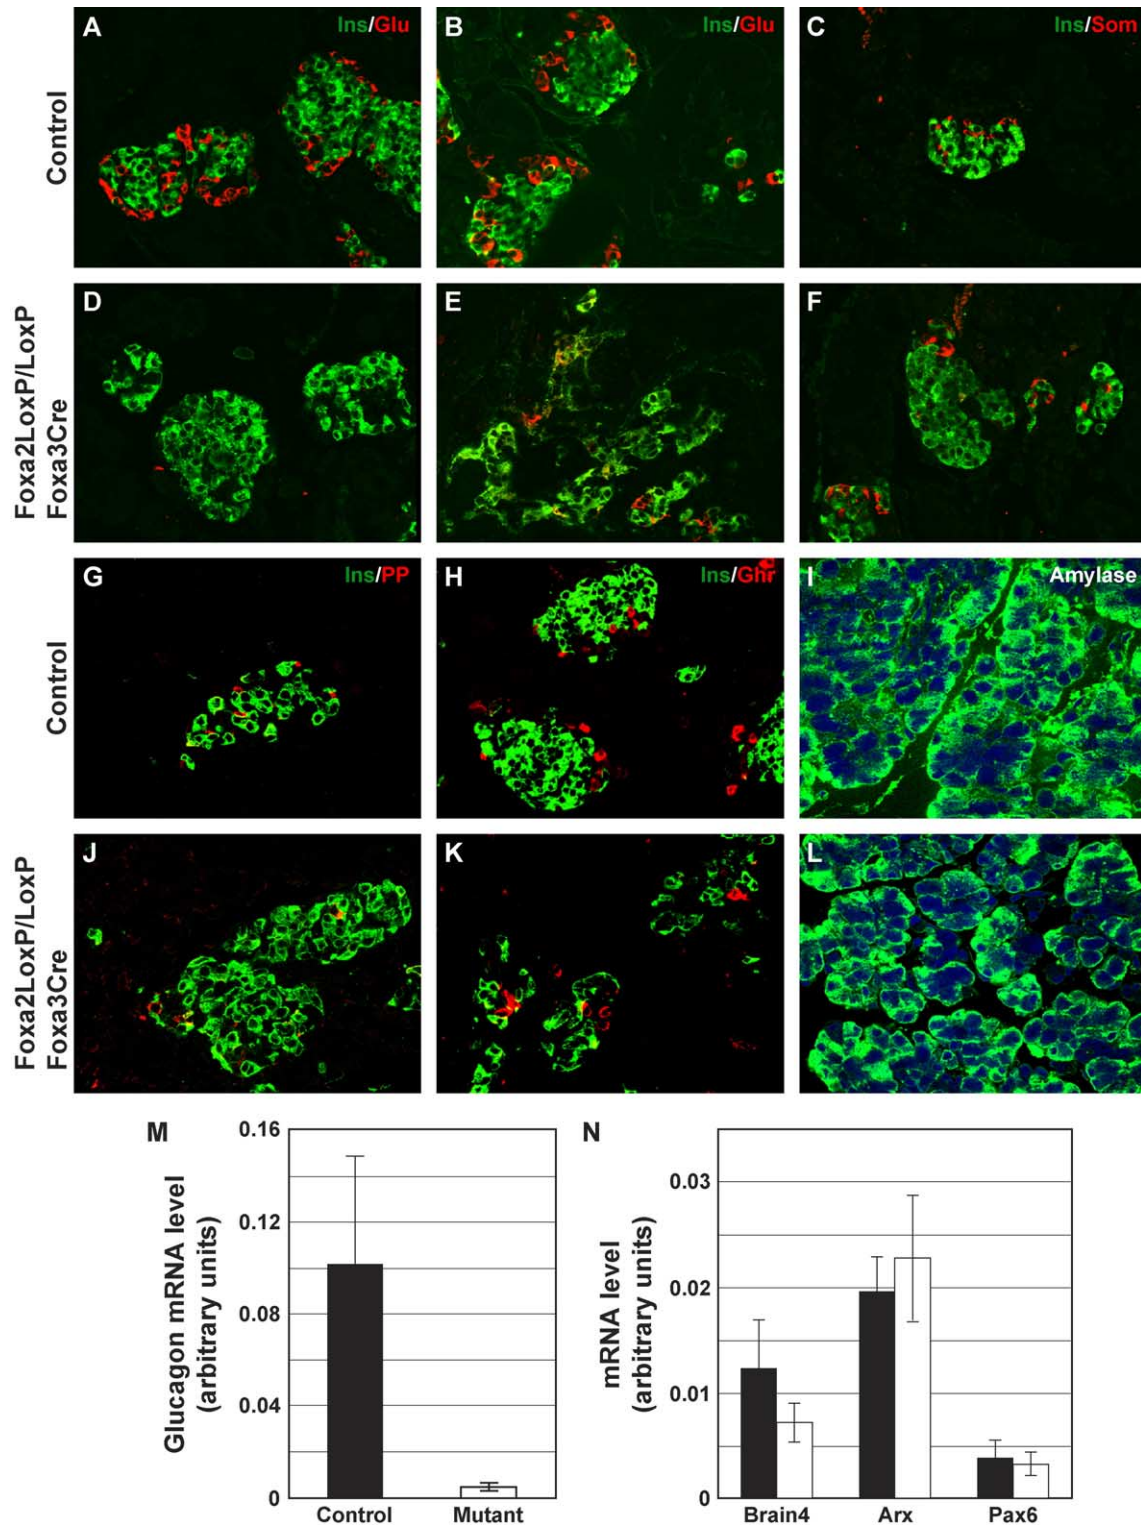 A Ins/Glu
B Ins/Glu
C Ins/Som
Control
D
E
F
Foxa2LoxP/LoxP
Foxa3Cre
G Ins/PP
H Ins/Ghr
I Amylase
Control
J
K
L
Foxa2LoxP/LoxP
Foxa3Cre
M
Glucagon mRNA level
(arbitrary units)
0.16
0.12
0.08
0.04
0
Control Mutant
N
mRNA level
(arbitrary units)
0.03
0.02
0.01
0
Brain4 Arx Pax6